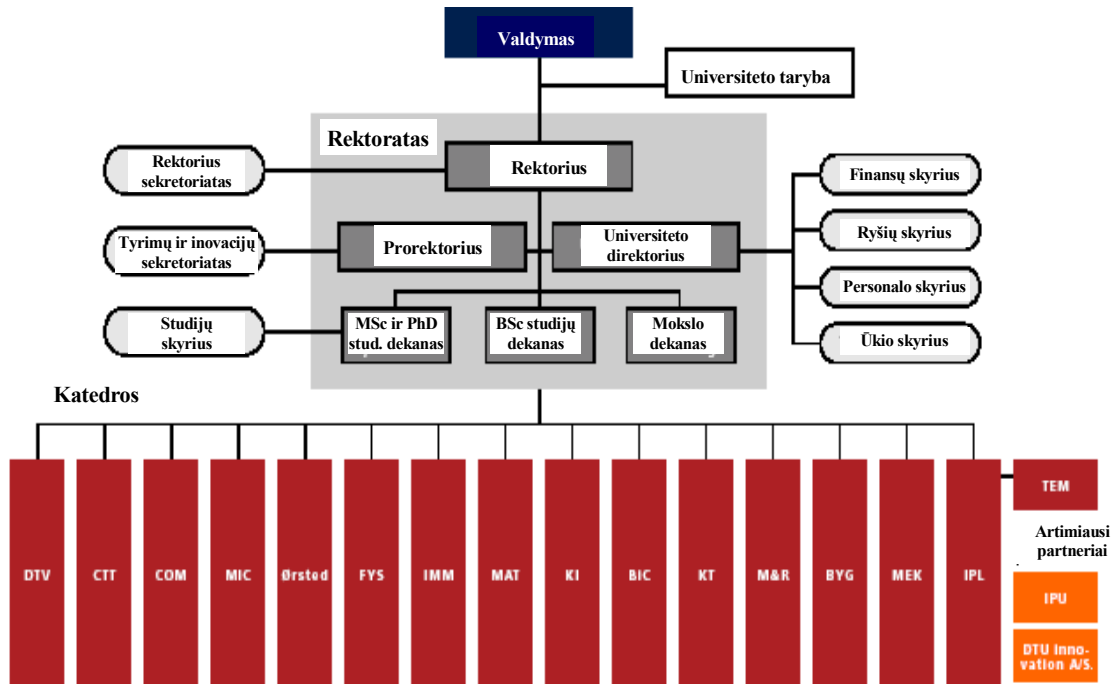 Valdymas
Universiteto taryba
Rektoratas
Rektorius
sekretoriatas
Rektorius
Finansų skyrius
Tyrimų ir inovacijų
sekretoriatas
Prorektorius
Universiteto
direktorius
Ryšių skyrius
Personalo skyrius
Studijų
skyrius
MSc ir PhD
stud. dekanas
BSc studijų
dekanas
Mokslo
dekanas
Ūkio skyrius
Katedros
DTV
CTT
COM
MIC
Ørsted
FYS
IMM
MAT
KI
BIC
KT
M&R
BYG
MEK
IPL
TEM
Artimiausi
partneriai
.
IPU
DTU Inno-
vation A/S.